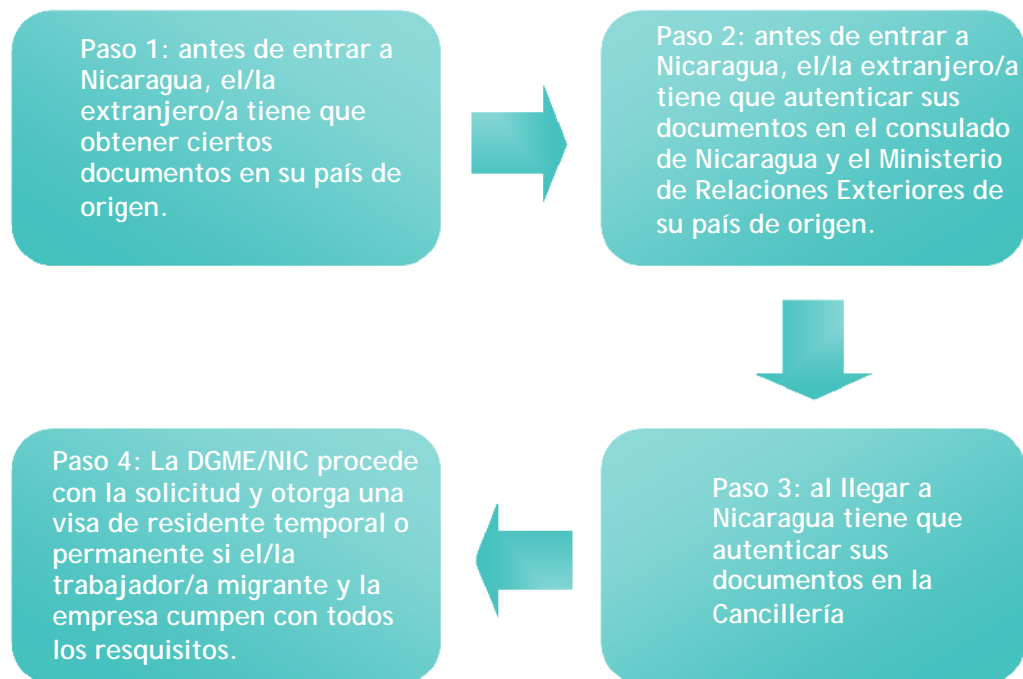 Paso 1: antes de entrar a
Nicaragua, el/la
extranjero/a tiene que
obtener ciertos
documentos en su país de
origen.
Paso 2: antes de entrar a
Nicaragua, el/la extranjero/a
tiene que autenticar sus
documentos en el consulado
de Nicaragua y el Ministerio
de Relaciones Exteriores de
su país de origen.
Paso 3: al llegar a
Nicaragua tiene que
autenticar sus
documentos en la
Cancillería
Paso 4: La DGME/NIC procede
con la solicitud y otorga una
visa de residente temporal o
permanente si el/la
trabajador/a migrante y la
empresa cumpen con todos
los resquisitos.